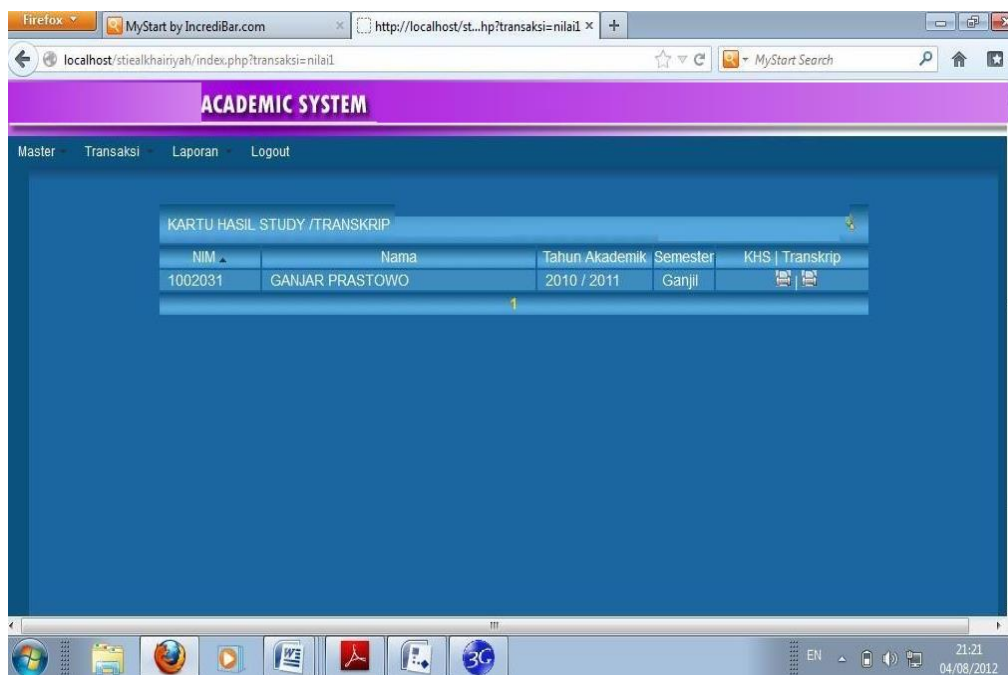 Firefox
MyStart by IncrediBar.com
http://localhost/st...hp?transaksi=nilai1
localhost/stiealkhairiyah/index.php?transaksi=nilai1
MyStart Search
ACADEMIC SYSTEM
Master Transaksi Laporan Logout
KARTU HASIL STUDY /TRANSKRIP
NIM Nama Tahun Akademik Semester KHS | Transkrip
1002031 GANJAR PRASTOWO 2010 / 2011 Ganjil |
1
3G
EN
21:21
04/08/2012